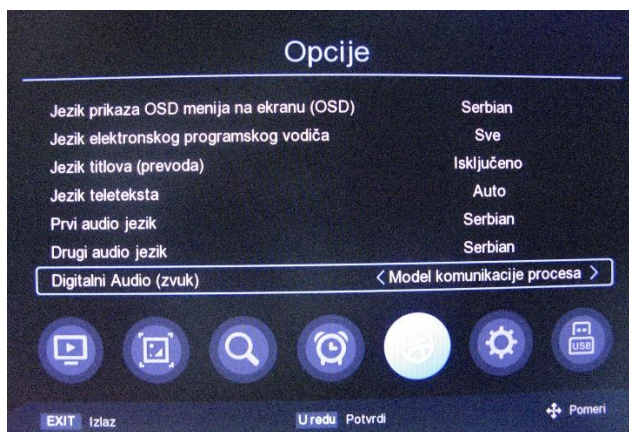 Opcije
Jezik prikaza OSD menija na ekranu (OSD) Serbian
Jezik elektronskog programskog vodiča Sve
Jezik titlova (prevoda) Isključeno
Jezik teleteksta Auto
Prvi audio jezik Serbian
Drugi audio jezik Serbian
Digitalni Audio (zvuk) < Model komunikacije procesa >
USB
EXIT Izlaz U redu Potvrdi Pomeri